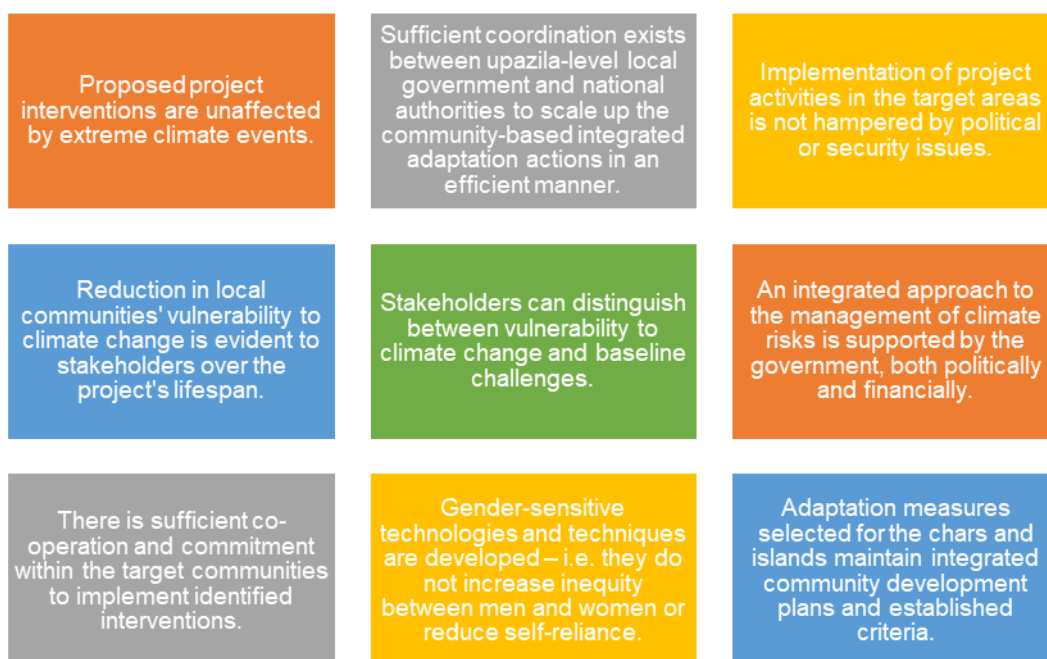 Proposed project
interventions are unaffected
by extreme climate events.
Sufficient coordination exists
between upazila-level local
government and national
authorities to scale up the
community-based integrated
adaptation actions in an
efficient manner.
Implementation of project
activities in the target areas
is not hampered by political
or security issues.
Reduction in local
communities' vulnerability to
climate change is evident to
stakeholders over the
project's lifespan.
Stakeholders can distinguish
between vulnerability to
climate change and baseline
challenges.
An integrated approach to
the management of climate
risks is supported by the
government, both politically
and financially.
There is sufficient co-
operation and commitment
within the target communities
to implement identified
interventions.
Gender-sensitive
technologies and techniques
are developed – i.e. they do
not increase inequity
between men and women or
reduce self-reliance.
Adaptation measures
selected for the chars and
islands maintain integrated
community development
plans and established
criteria.